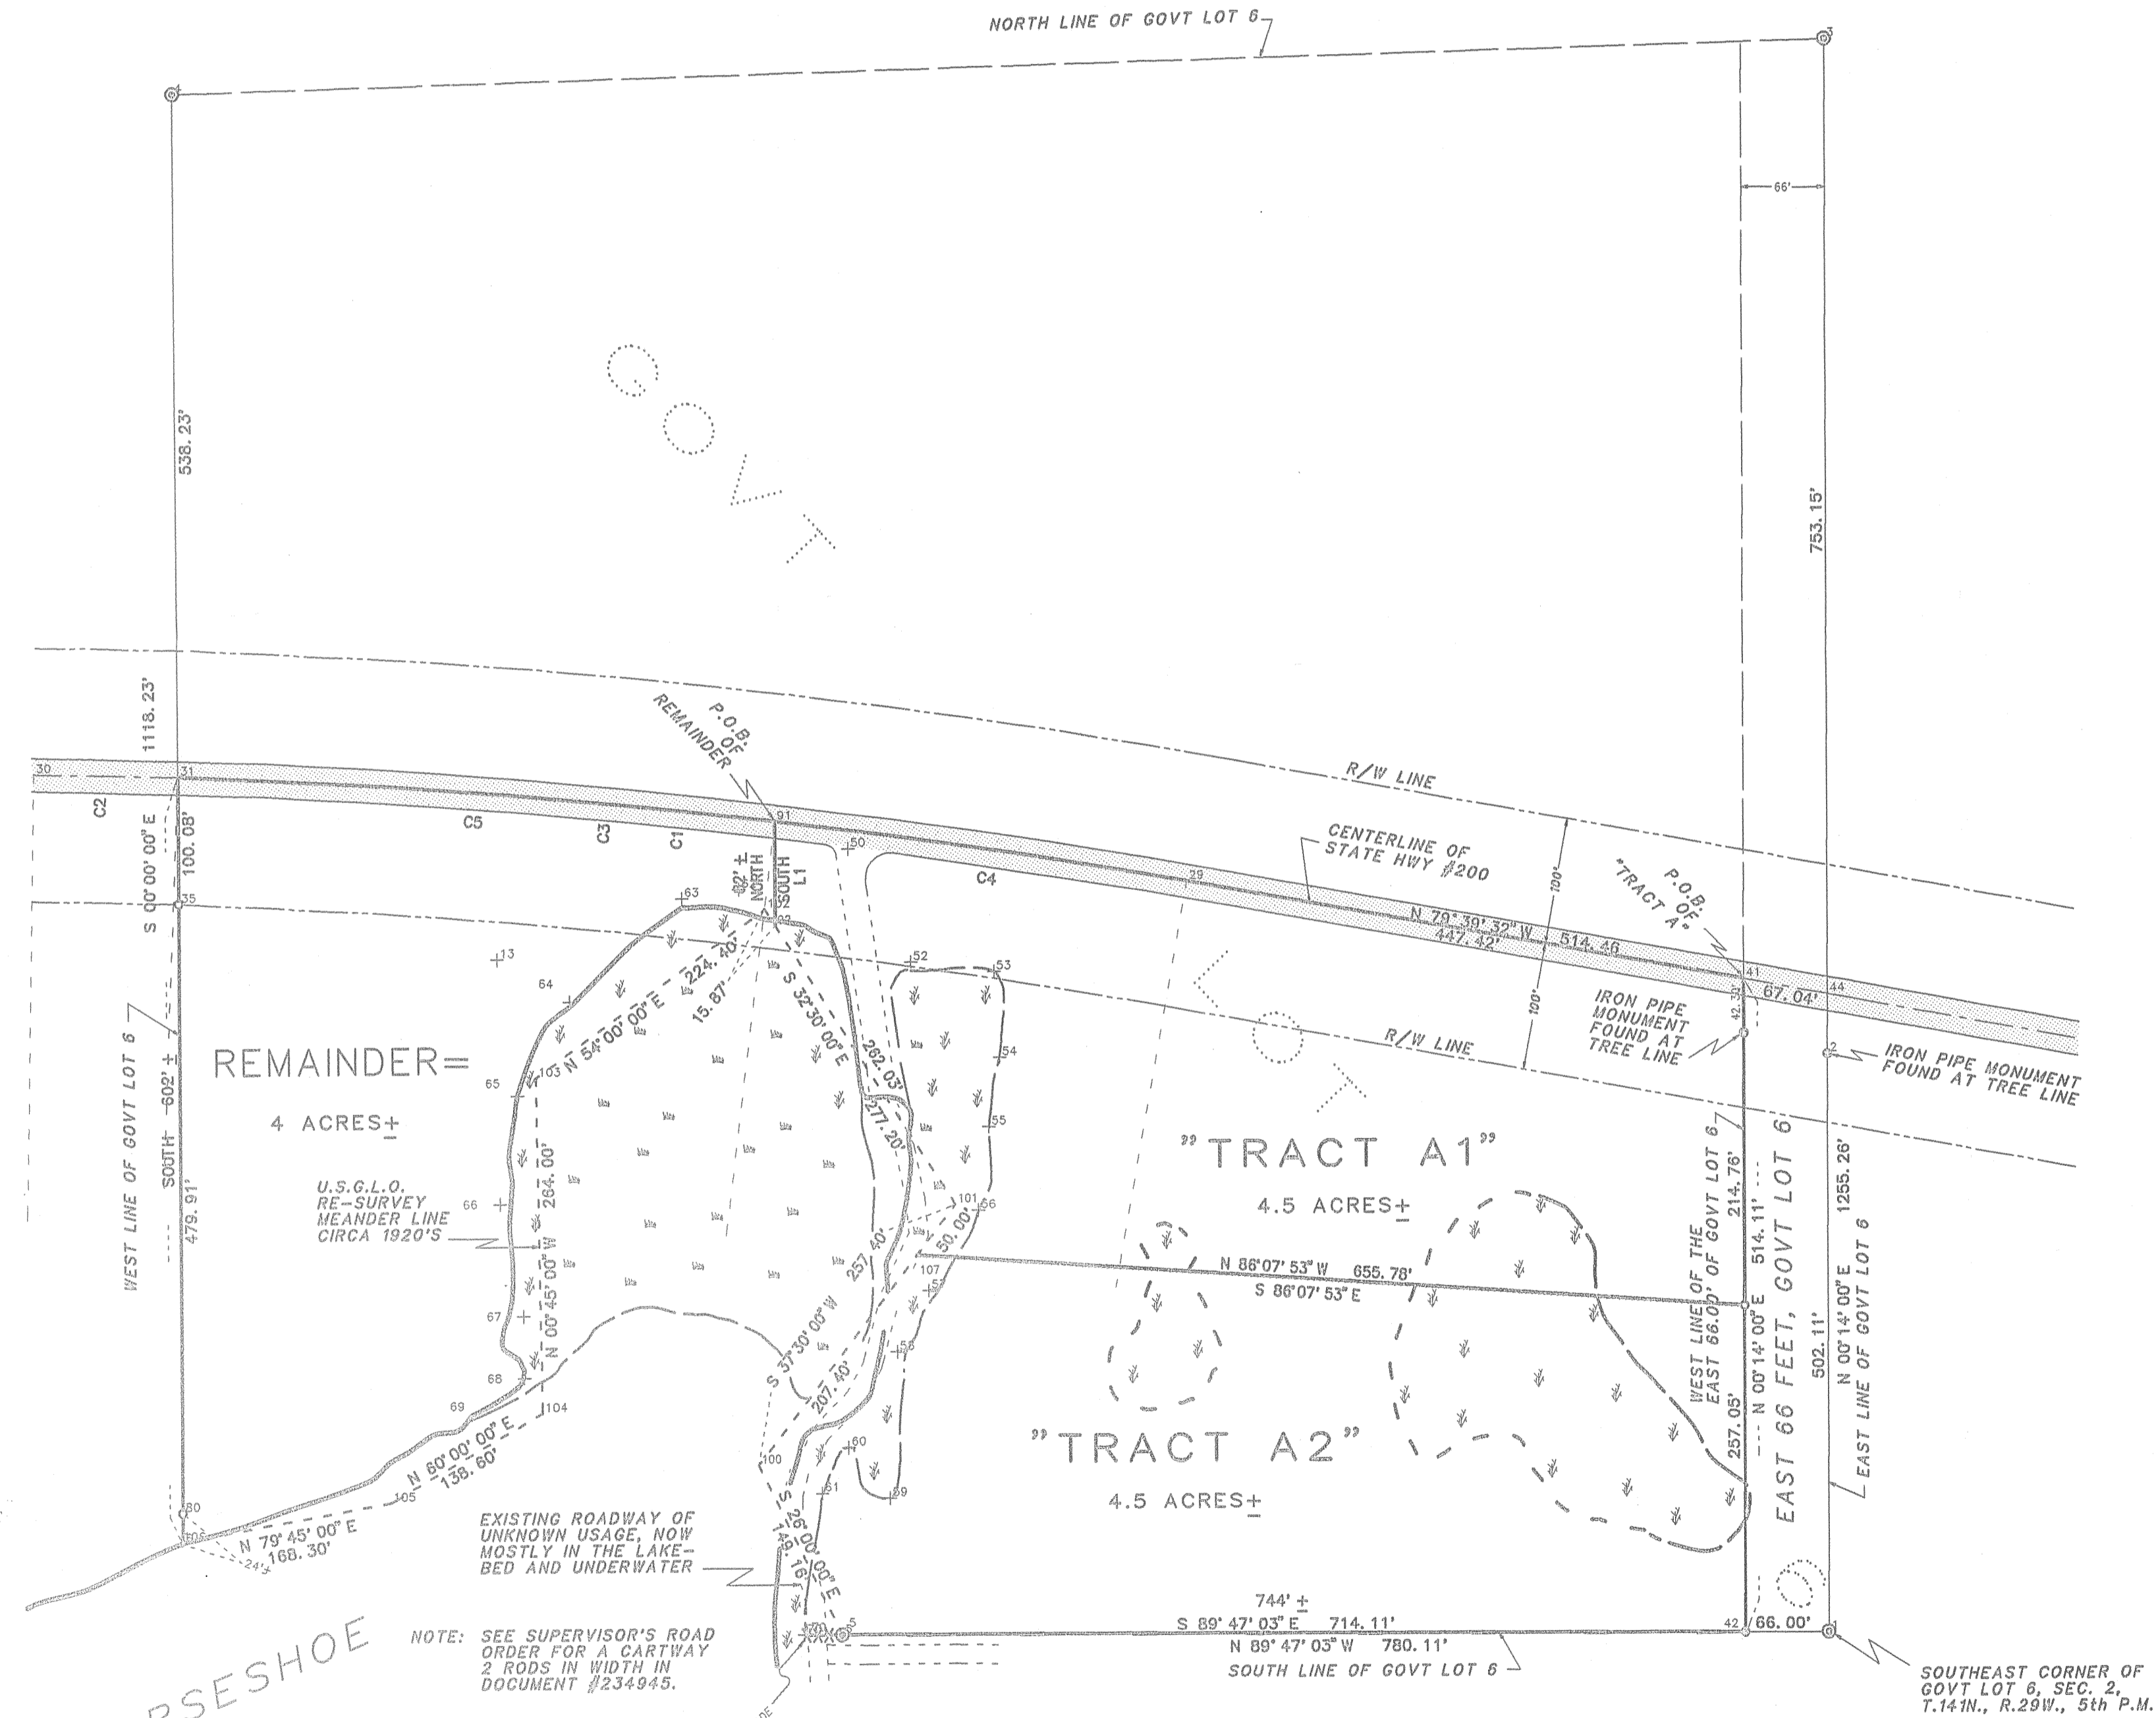 NORTH LINE OF GOVT LOT 6
66'
538.23'
753.15'
GOVT
S 00°00'00" E 1118.23'
P.O.B.
OF
REMAINDER
R/W LINE
30
31
C2
C5
C3
C1
91
50
C4
29
CENTERLINE OF
STATE HWY #200
100'
100'
P.O.B.
OF
"TRACT A"
N 79°39'32" W 514.46
447.42'
41
44
67.04'
100.08'
35
NORTH
SOUTH
L1
63
13
64
N 54°00'00" E 224.40'
15.87'
S 32°30'00" E
262.03'
277.20'
52
53
54
55
LOT
R/W LINE
IRON PIPE
MONUMENT
FOUND AT
TREE LINE
2
IRON PIPE MONUMENT
FOUND AT TREE LINE
WEST LINE OF GOVT LOT 6
SOUTH 602' ±
479.91'
REMAINDER=
4 ACRES±
65
103
66
67
68
69
104
N 00°45'00" W 264.00'
U.S.G.L.O.
RE-SURVEY
MEANDER LINE
CIRCA 1920'S
"TRACT A1"
4.5 ACRES±
101
50.00'
107
257.40'
S 37°30'00" W
207.40'
N 86°07'53" W 655.78'
S 86°07'53" E
WEST LINE OF THE
EAST 66.00' OF GOVT LOT 6
214.76'
257.05'
N 00°14'00" E 514.11'
EAST 66 FEET, GOVT LOT 6
502.11'
N 00°14'00" E 1255.26'
EAST LINE OF GOVT LOT 6
"TRACT A2"
4.5 ACRES±
60
61
59
100
S 26°00'00" E
149.16'
80
N 60°00'00" E
138.60'
105
N 79°45'00" E
168.30'
24'±
EXISTING ROADWAY OF
UNKNOWN USAGE, NOW
MOSTLY IN THE LAKE-
BED AND UNDERWATER
NOTE: SEE SUPERVISOR'S ROAD
ORDER FOR A CARTWAY
2 RODS IN WIDTH IN
DOCUMENT #234945.
RSESHOE
5
744' ±
S 89°47'03" E 714.11'
N 89°47'03" W 780.11'
SOUTH LINE OF GOVT LOT 6
42
66.00'
6
1
SOUTHEAST CORNER OF
GOVT LOT 6, SEC. 2,
T.141N., R.29W., 5th P.M.